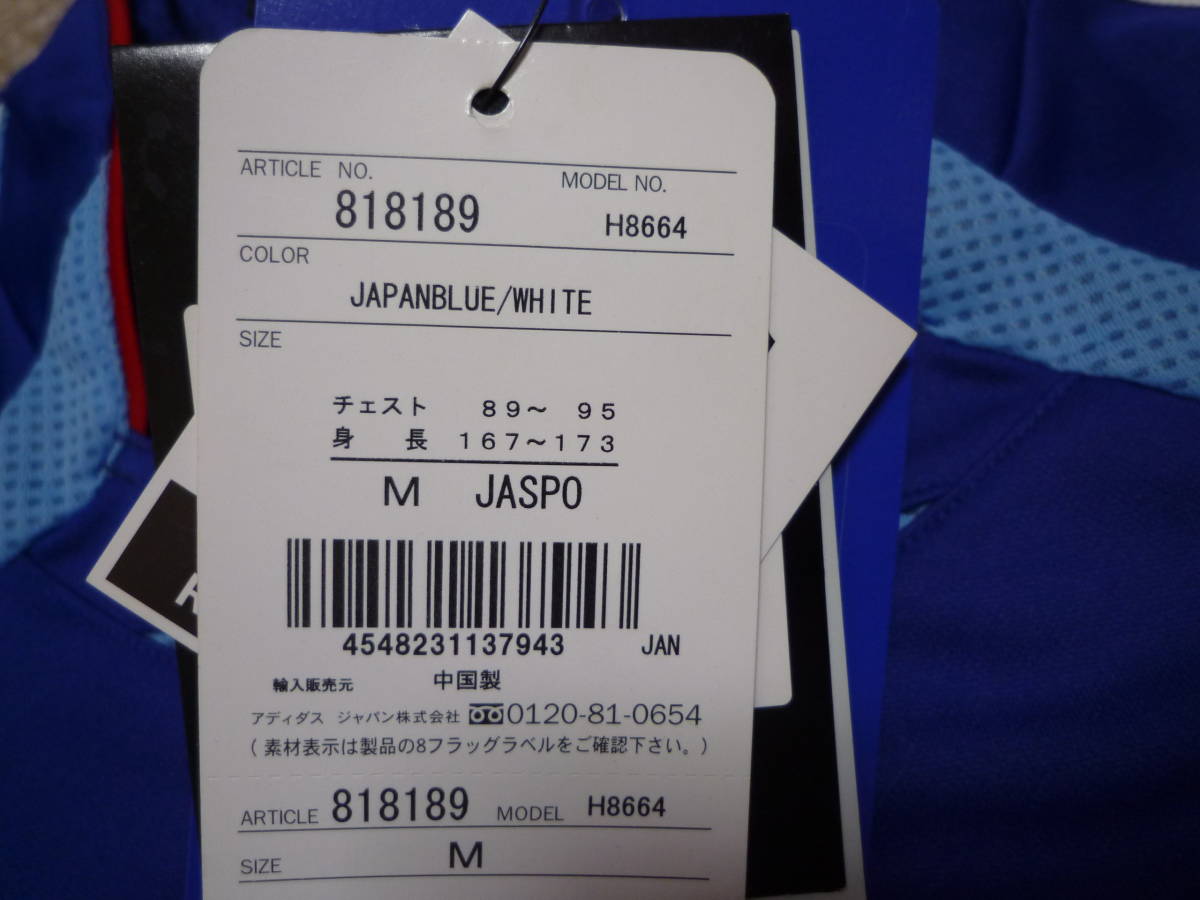 ARTICLE NO. MODEL NO.
818189 H8664
COLOR
JAPANBLUE/WHITE
SIZE
チェスト 89～ 95
身 長 167～173
M JASPO
4548231137943 JAN
輸入販売元 中国製
アディダス ジャパン株式会社 0120-81-0654
(素材表示は製品の8フラッグラベルをご確認下さい。)
ARTICLE 818189 MODEL H8664
SIZE M